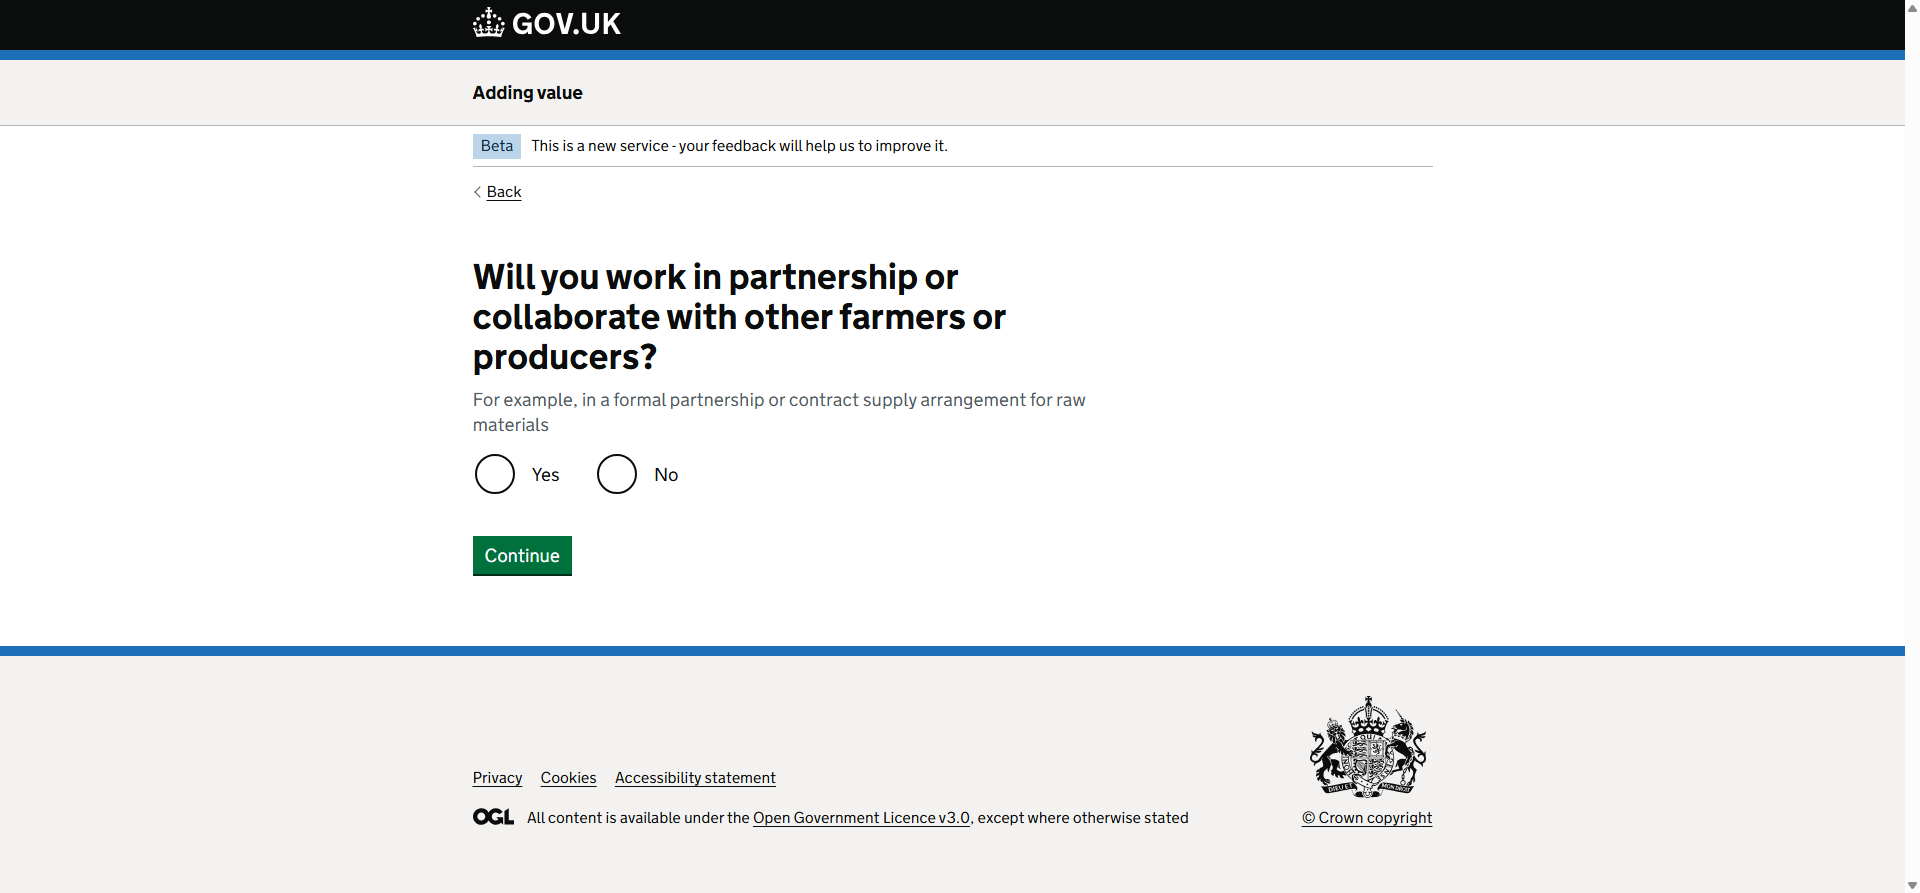 GOV.UK
Adding value
Beta This is a new service - your feedback will help us to improve it.
Back
Will you work in partnership or
collaborate with other farmers or
producers?
For example, in a formal partnership or contract supply arrangement for raw
materials
Yes No
Continue
Privacy Cookies Accessibility statement
OGL All content is available under the Open Government Licence v3.0, except where otherwise stated
© Crown copyright